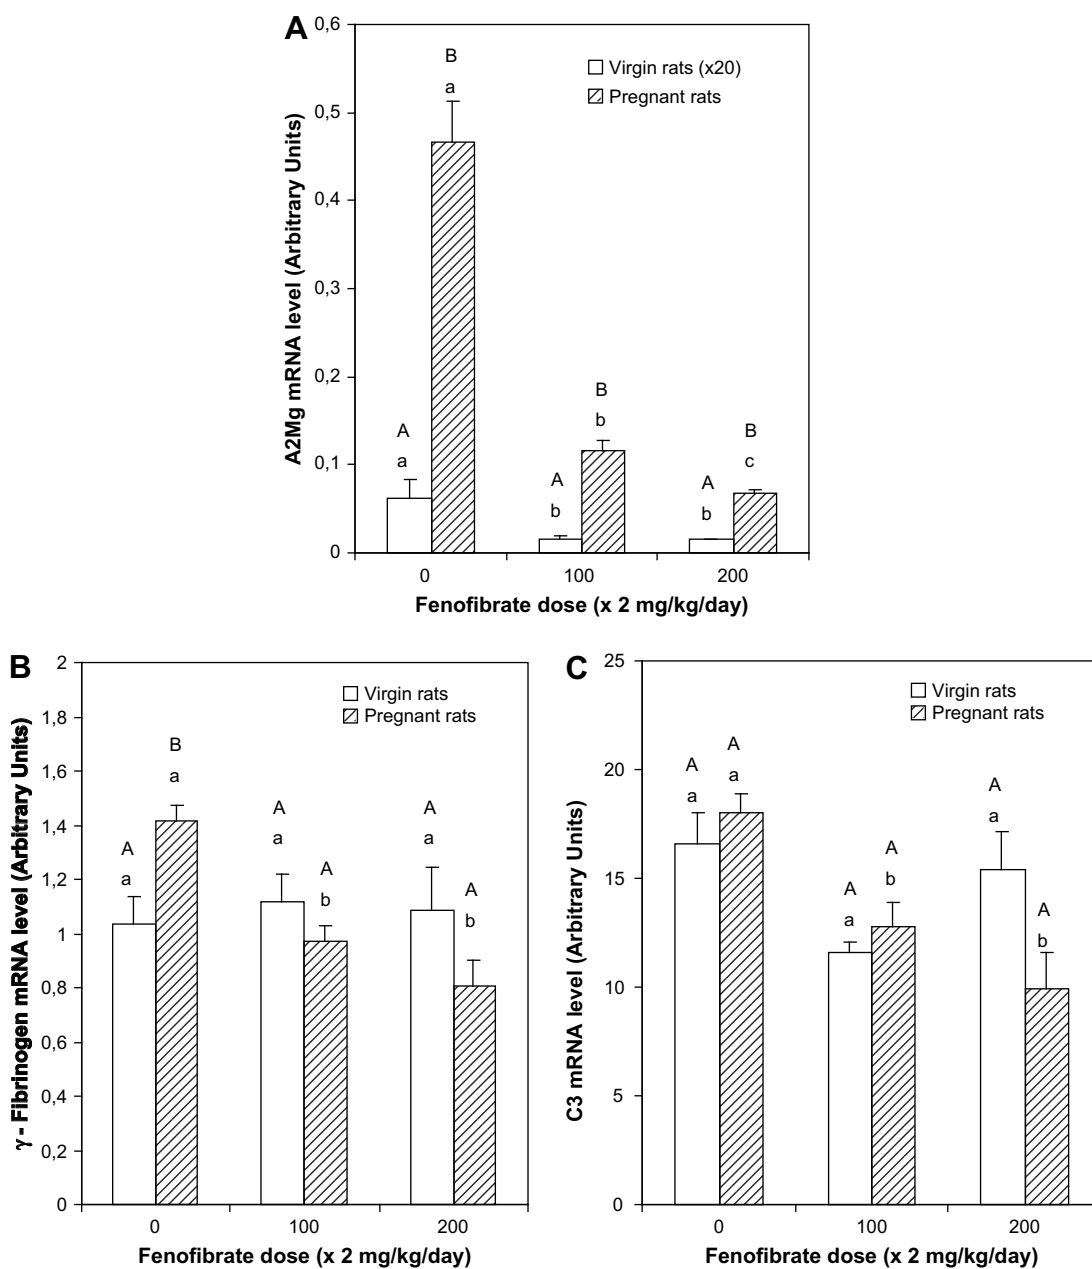 A
0,6
0,5
0,4
0,3
0,2
0,1
0
A2Mg mRNA level (Arbitrary Units)
Virgin rats (x20)
Pregnant rats
B
a
A
a
B
b
A
b
B
c
A
b
0 100 200
Fenofibrate dose (x 2 mg/kg/day)
B
2
1,8
1,6
1,4
1,2
1
0,8
0,6
0,4
0,2
0
γ - Fibrinogen mRNA level (Arbitrary Units)
Virgin rats
Pregnant rats
A
a
B
a
A
a
A
b
A
a
A
b
0 100 200
Fenofibrate dose (x 2 mg/kg/day)
C
25
20
15
10
5
0
C3 mRNA level (Arbitrary Units)
Virgin rats
Pregnant rats
A
a
A
a
A
a
A
b
A
a
A
b
0 100 200
Fenofibrate dose (x 2 mg/kg/day)